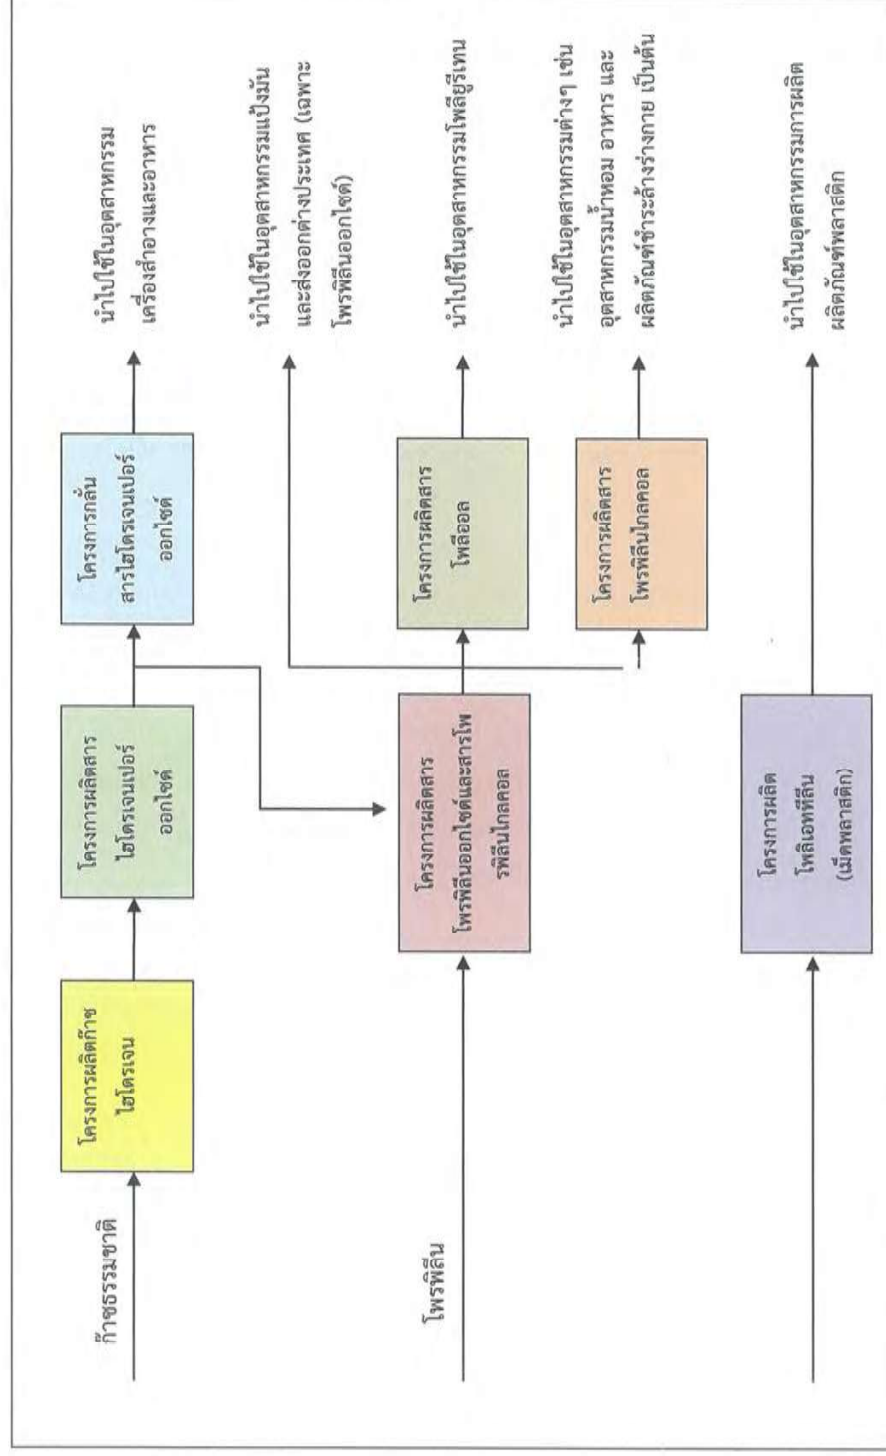 ก๊าซธรรมชาติ
โครงการผลิตก๊าซ
ไฮโดรเจน
โครงการผลิตสาร
ไฮโดรเจนเปอร์
ออกไซด์
โครงการกลั่น
สารไฮโดรเจนเปอร์
ออกไซด์
นำไปใช้ในอุตสาหกรรม
เครื่องสำอางและอาหาร
นำไปใช้ในอุตสาหกรรมแป้งมัน
และส่งออกต่างประเทศ (เฉพาะ
โพรพิลีนออกไซด์)
โพรพิลีน
โครงการผลิตสาร
โพรพิลีนออกไซด์และสารโพ
รพิลีนไกลคอล
โครงการผลิตสาร
โพลีออล
นำไปใช้ในอุตสาหกรรมโพลียูรีเทน
โครงการผลิตสาร
โพรพิลีนไกลคอล
นำไปใช้ในอุตสาหกรรมต่างๆ เช่น
อุตสาหกรรมน้ำหอม อาหาร และ
ผลิตภัณฑ์ชำระล้างร่างกาย เป็นต้น
โครงการผลิต
โพลิเอททีลีน
(เม็ดพลาสติก)
นำไปใช้ในอุตสาหกรรมการผลิต
ผลิตภัณฑ์พลาสติก